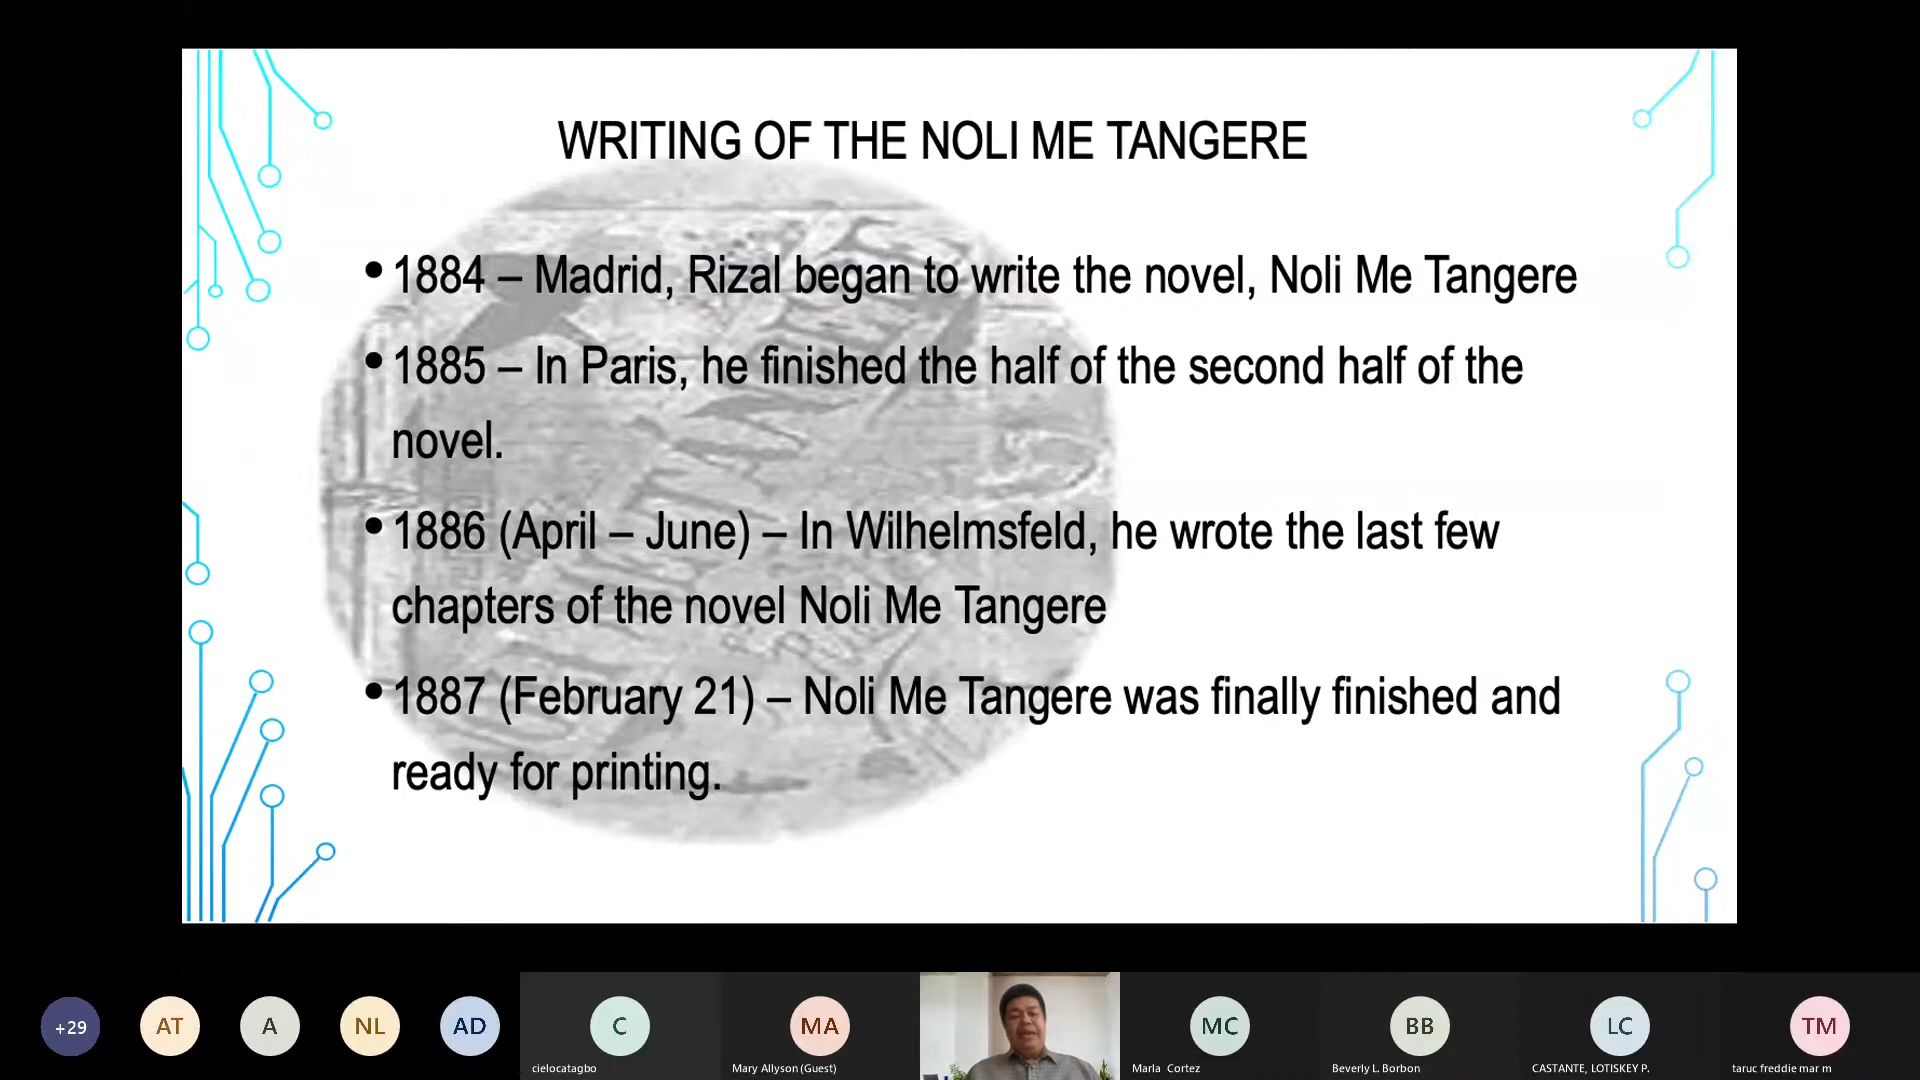 WRITING OF THE NOLI ME TANGERE
• 1884 – Madrid, Rizal began to write the novel, Noli Me Tangere
• 1885 – In Paris, he finished the half of the second half of the
novel.
• 1886 (April – June) – In Wilhelmsfeld, he wrote the last few
chapters of the novel Noli Me Tangere
• 1887 (February 21) – Noli Me Tangere was finally finished and
ready for printing.
+29 AT A NL AD C MA MC BB LC TM
cielocatagbo Mary Allyson (Guest) Marla Cortez Beverly L. Borbon CASTANTE, LOTISKEY P. taruc freddie mar m